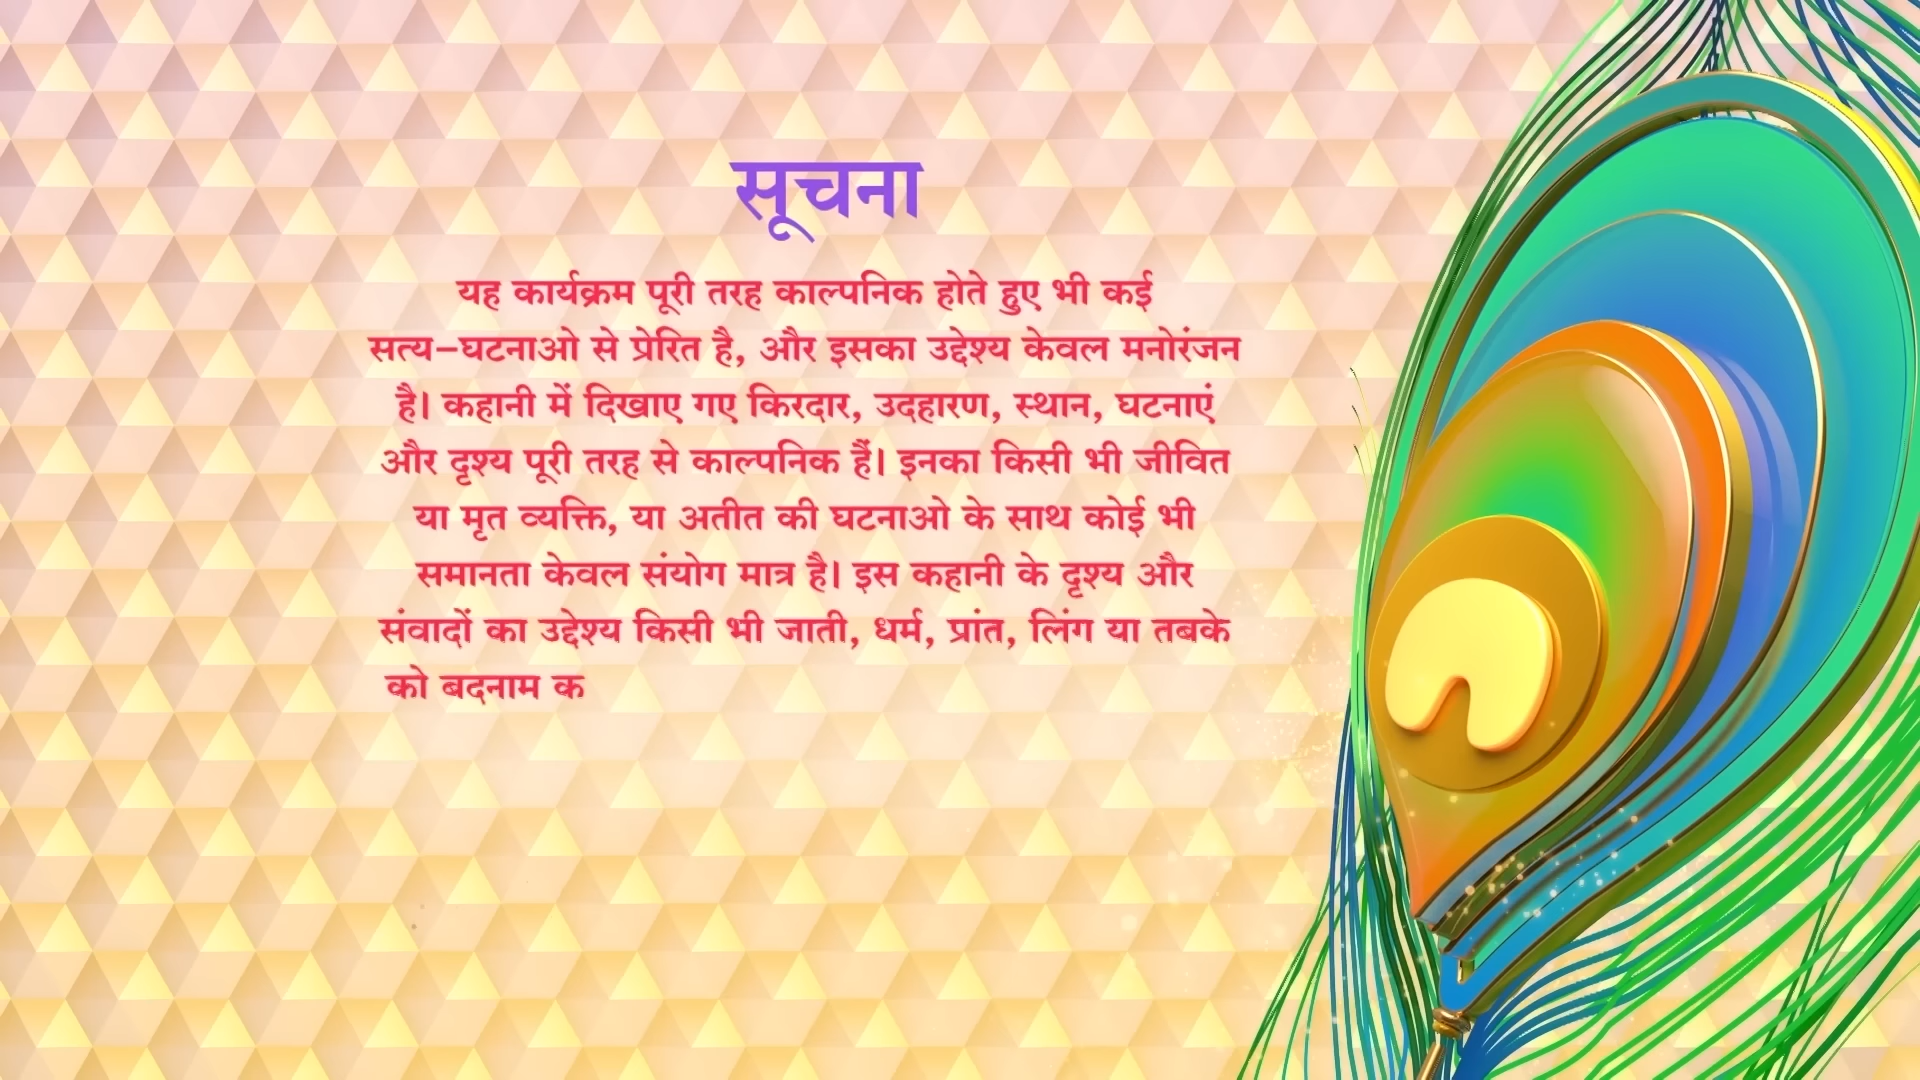 सूचना
यह कार्यक्रम पूरी तरह काल्पनिक होते हुए भी कई
सत्य–घटनाओ से प्रेरित है, और इसका उद्देश्य केवल मनोरंजन
है। कहानी में दिखाए गए किरदार, उदहारण, स्थान, घटनाएं
और दृश्य पूरी तरह से काल्पनिक हैं। इनका किसी भी जीवित
या मृत व्यक्ति, या अतीत की घटनाओ के साथ कोई भी
समानता केवल संयोग मात्र है। इस कहानी के दृश्य और
संवादों का उद्देश्य किसी भी जाती, धर्म, प्रांत, लिंग या तबके
को बदनाम क